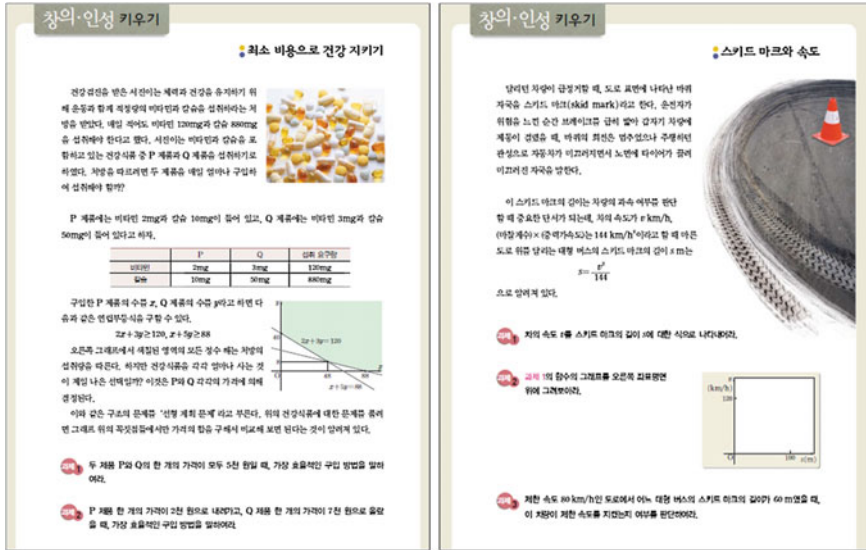 창의·인성 키우기
최소 비용으로 건강 지키기
건강검진을 받은 서진이는 체력과 건강을 유지하기 위
해 운동과 함께 적정량의 비타민과 칼슘을 섭취하라는 처
방을 받았다. 매일 적어도 비타민 120mg과 칼슘 880mg
을 섭취해야 한다고 했다. 서진이는 비타민과 칼슘을 포
함하고 있는 건강식품 중 P 제품과 Q 제품을 섭취하기로
하였다. 처방을 따르려면 두 제품을 매일 얼마나 구입하
여 섭취해야 할까?
P 제품에는 비타민 2mg과 칼슘 10mg이 들어 있고, Q 제품에는 비타민 3mg과 칼슘
50mg이 들어 있다고 하자.
P Q 섭취 요구량
비타민 2mg 3mg 120mg
칼슘 10mg 50mg 880mg
구입한 P 제품의 수를 x, Q 제품의 수를 y라고 하면 다
음과 같은 연립부등식을 구할 수 있다.
2x+3y≥120, x+5y≥88
오른쪽 그래프에서 색칠된 영역의 모든 정수 해는 처방의
섭취량을 따른다. 하지만 건강식품을 각각 얼마나 사는 것
이 제일 나은 선택일까? 이것은 P와 Q 각각의 가격에 의해
결정된다.
y
40
2x+3y=120
8
O
48
88
x
x+5y=88
이와 같은 구조의 문제를 '선형 계획 문제'라고 부른다. 위의 건강식품에 대한 문제를 풀려
면 그래프 위의 꼭짓점들에서만 가격의 합을 구해서 비교해 보면 된다는 것이 알려져 있다.
과제 1 두 제품 P와 Q의 한 개의 가격이 모두 5천 원일 때, 가장 효율적인 구입 방법을 말하
여라.
과제 2 P 제품 한 개의 가격이 2천 원으로 내려가고, Q 제품 한 개의 가격이 7천 원으로 올랐
을 때, 가장 효율적인 구입 방법을 말하여라.
창의·인성 키우기
스키드 마크와 속도
달리던 차량이 급정거할 때, 도로 표면에 나타난 바퀴
자국을 스키드 마크(skid mark)라고 한다. 운전자가
위험을 느낀 순간 브레이크를 급히 밟아 갑자기 차량에
제동이 걸렸을 때, 바퀴의 회전은 멈추었으나 주행하던
관성으로 자동차가 미끄러지면서 노면에 타이어가 끌려
미끄러진 자국을 말한다.
이 스키드 마크의 길이는 차량의 과속 여부를 판단
할 때 중요한 단서가 되는데, 차의 속도가 v km/h,
(마찰계수)×(중력가속도)는 144 km/h²이라고 할 때 마른
도로 위를 달리는 대형 버스의 스키드 마크의 길이 s m는
s=v²/144
으로 알려져 있다.
과제 1 차의 속도 v를 스키드 마크의 길이 s에 대한 식으로 나타내어라.
과제 2 과제 1의 함수의 그래프를 오른쪽 좌표평면
위에 그려보아라.
v
(km/h)
120
O
100
s(m)
과제 3 제한 속도 80 km/h인 도로에서 어느 대형 버스의 스키드 마크의 길이가 60 m였을 때,
이 차량이 제한 속도를 지켰는지 여부를 판단하여라.